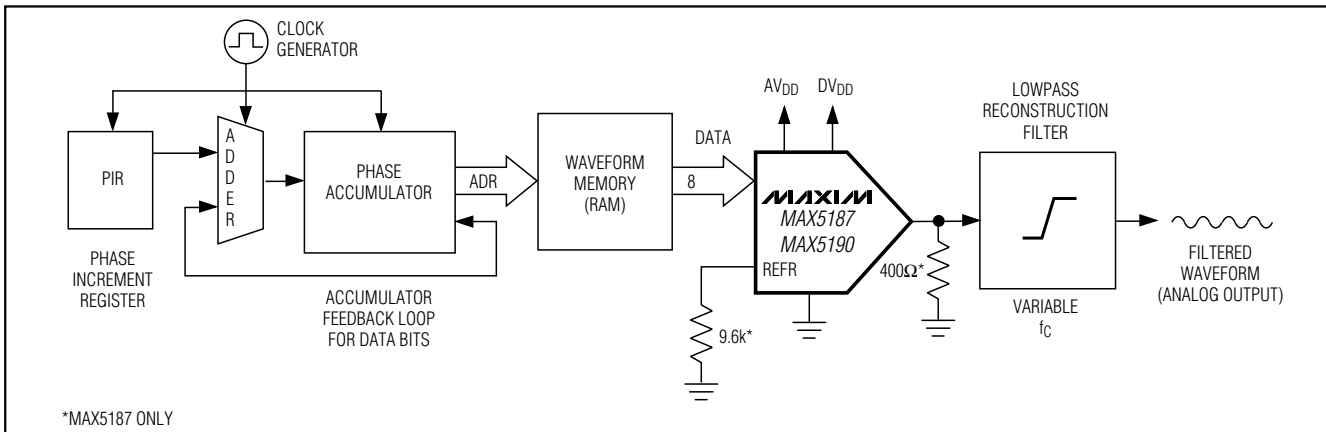 CLOCK
GENERATOR
PIR
PHASE
INCREMENT
REGISTER
ADDER
PHASE
ACCUMULATOR
ACCUMULATOR
FEEDBACK LOOP
FOR DATA BITS
ADR
WAVEFORM
MEMORY
(RAM)
DATA
8
AVDD
DVDD
MAXIM
MAX5187
MAX5190
REFR
9.6k*
400Ω*
LOWPASS
RECONSTRUCTION
FILTER
VARIABLE
fC
FILTERED
WAVEFORM
(ANALOG OUTPUT)
*MAX5187 ONLY